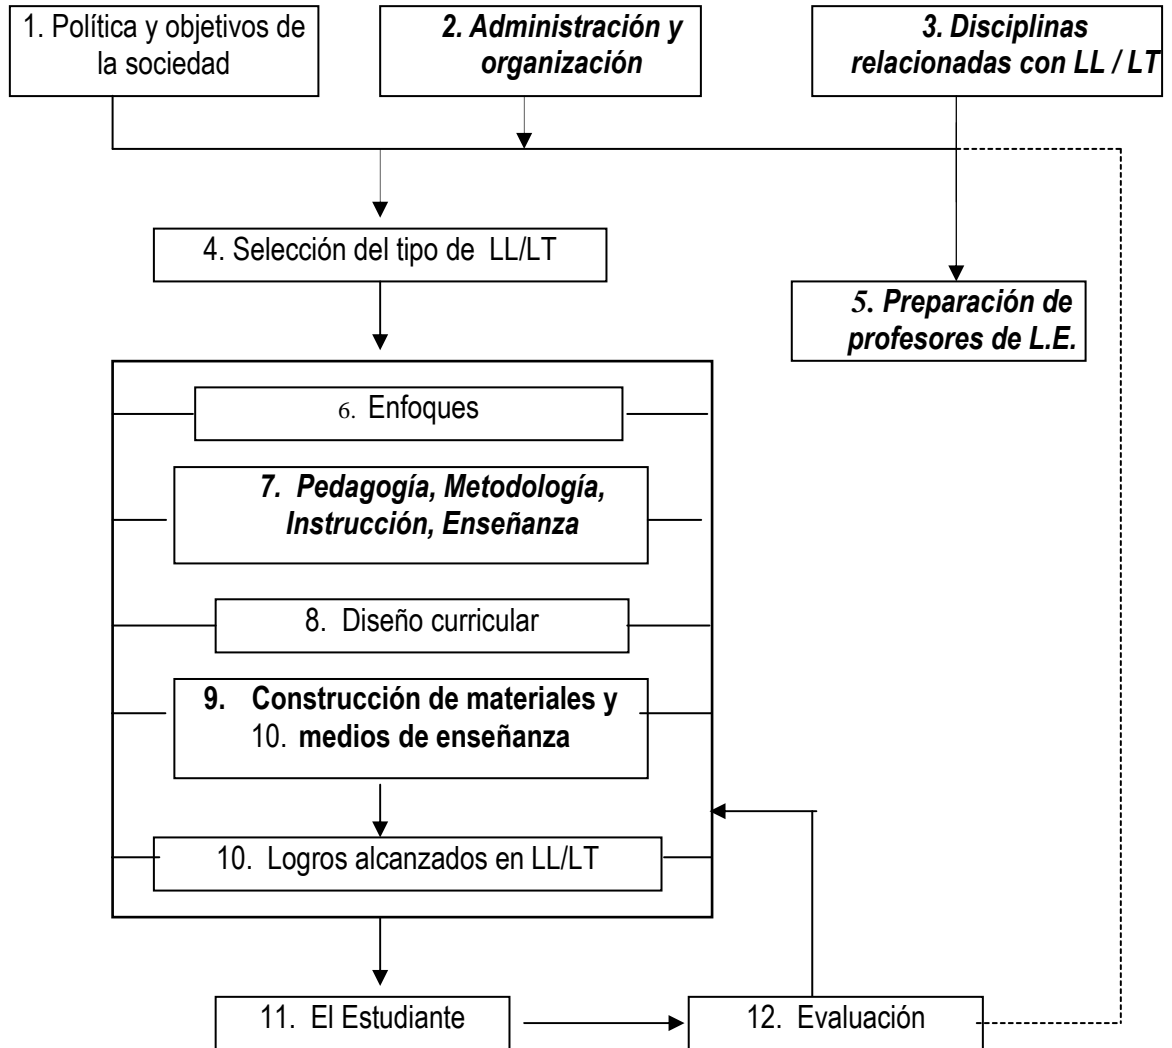 1. Política y objetivos de
la sociedad
2. Administración y
organización
3. Disciplinas
relacionadas con LL / LT
4. Selección del tipo de LL/LT
5. Preparación de
profesores de L.E.
6. Enfoques
7. Pedagogía, Metodología,
Instrucción, Enseñanza
8. Diseño curricular
9. Construcción de materiales y
10. medios de enseñanza
10. Logros alcanzados en LL/LT
11. El Estudiante
12. Evaluación